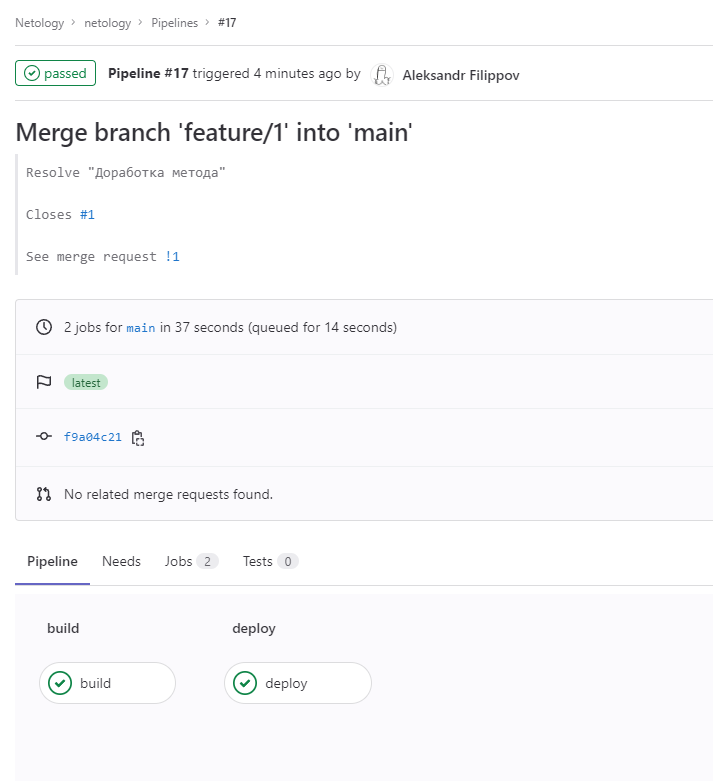 Netology > netology > Pipelines > #17
passed Pipeline #17 triggered 4 minutes ago by Aleksandr Filippov
Merge branch 'feature/1' into 'main'
Resolve "Доработка метода"
Closes #1
See merge request !1
2 jobs for main in 37 seconds (queued for 14 seconds)
latest
f9a04c21
No related merge requests found.
Pipeline Needs Jobs 2 Tests 0
build deploy
build deploy